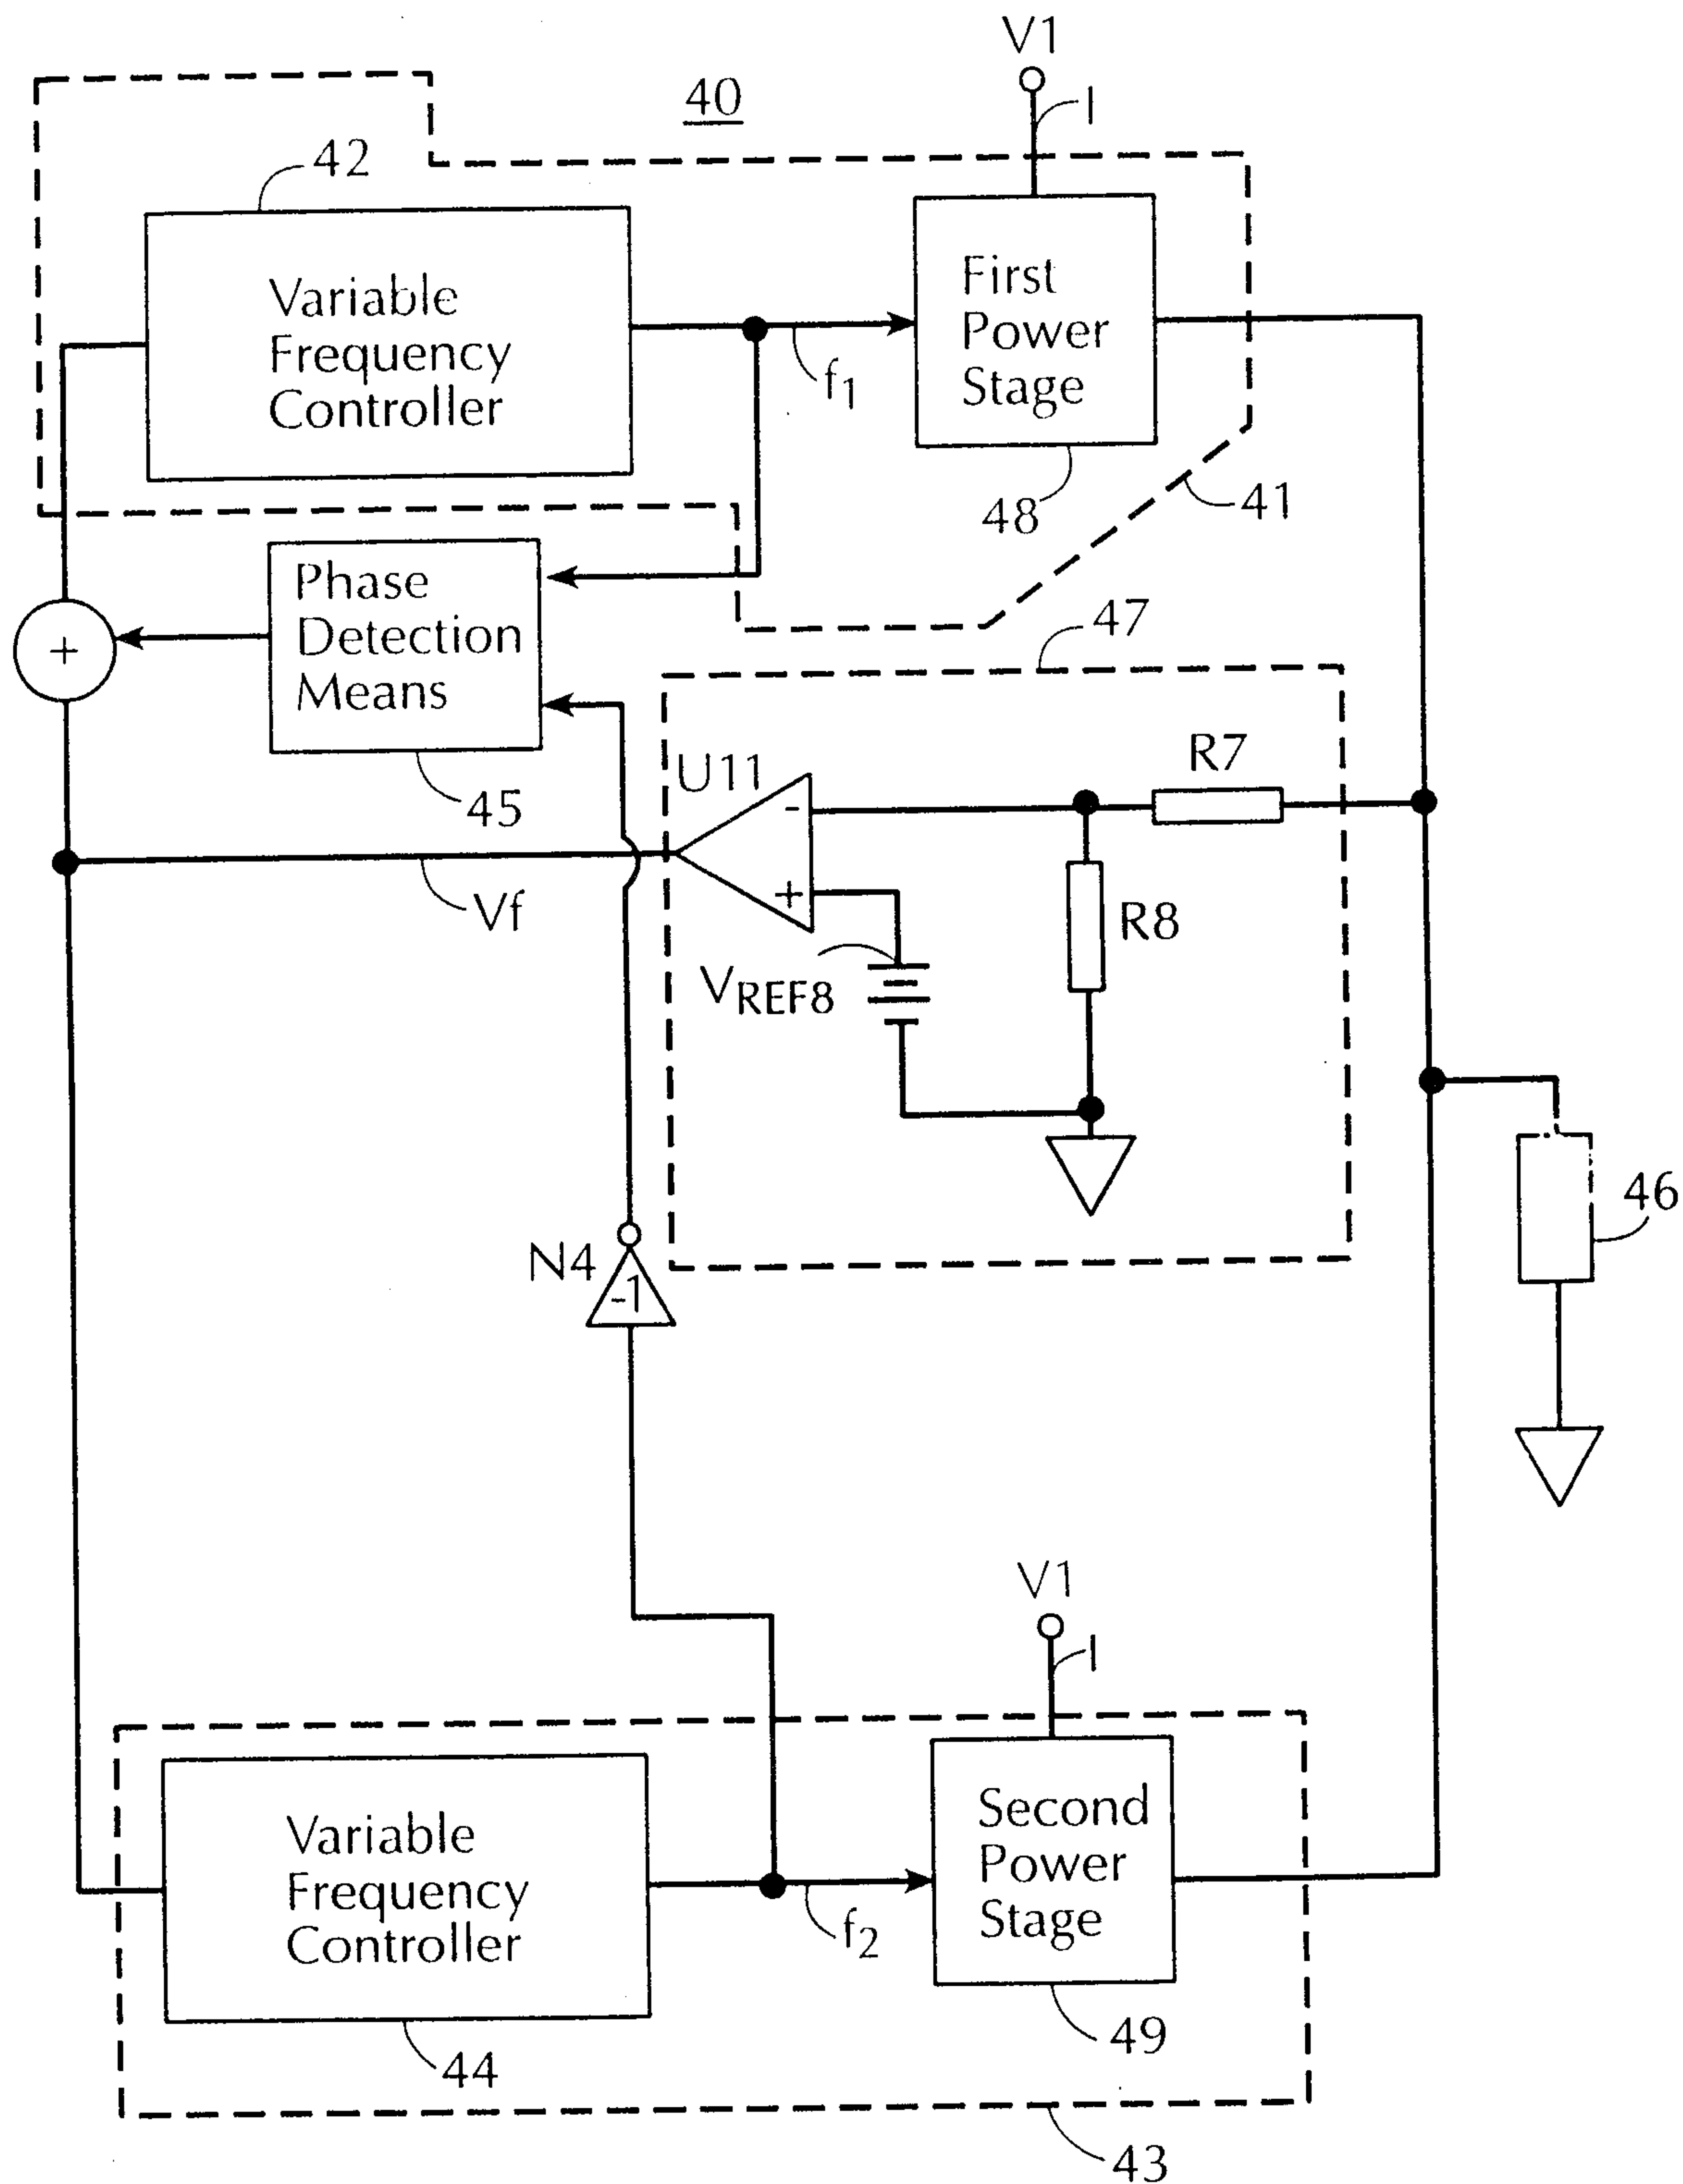 V1
40
I
42
Variable
Frequency
Controller
First
Power
Stage
f1
48
41
Phase
Detection
Means
+
47
45
U11
R7
-
+
Vf
R8
VREF8
46
N4
-1
V1
I
Variable
Frequency
Controller
Second
Power
Stage
f2
49
44
43